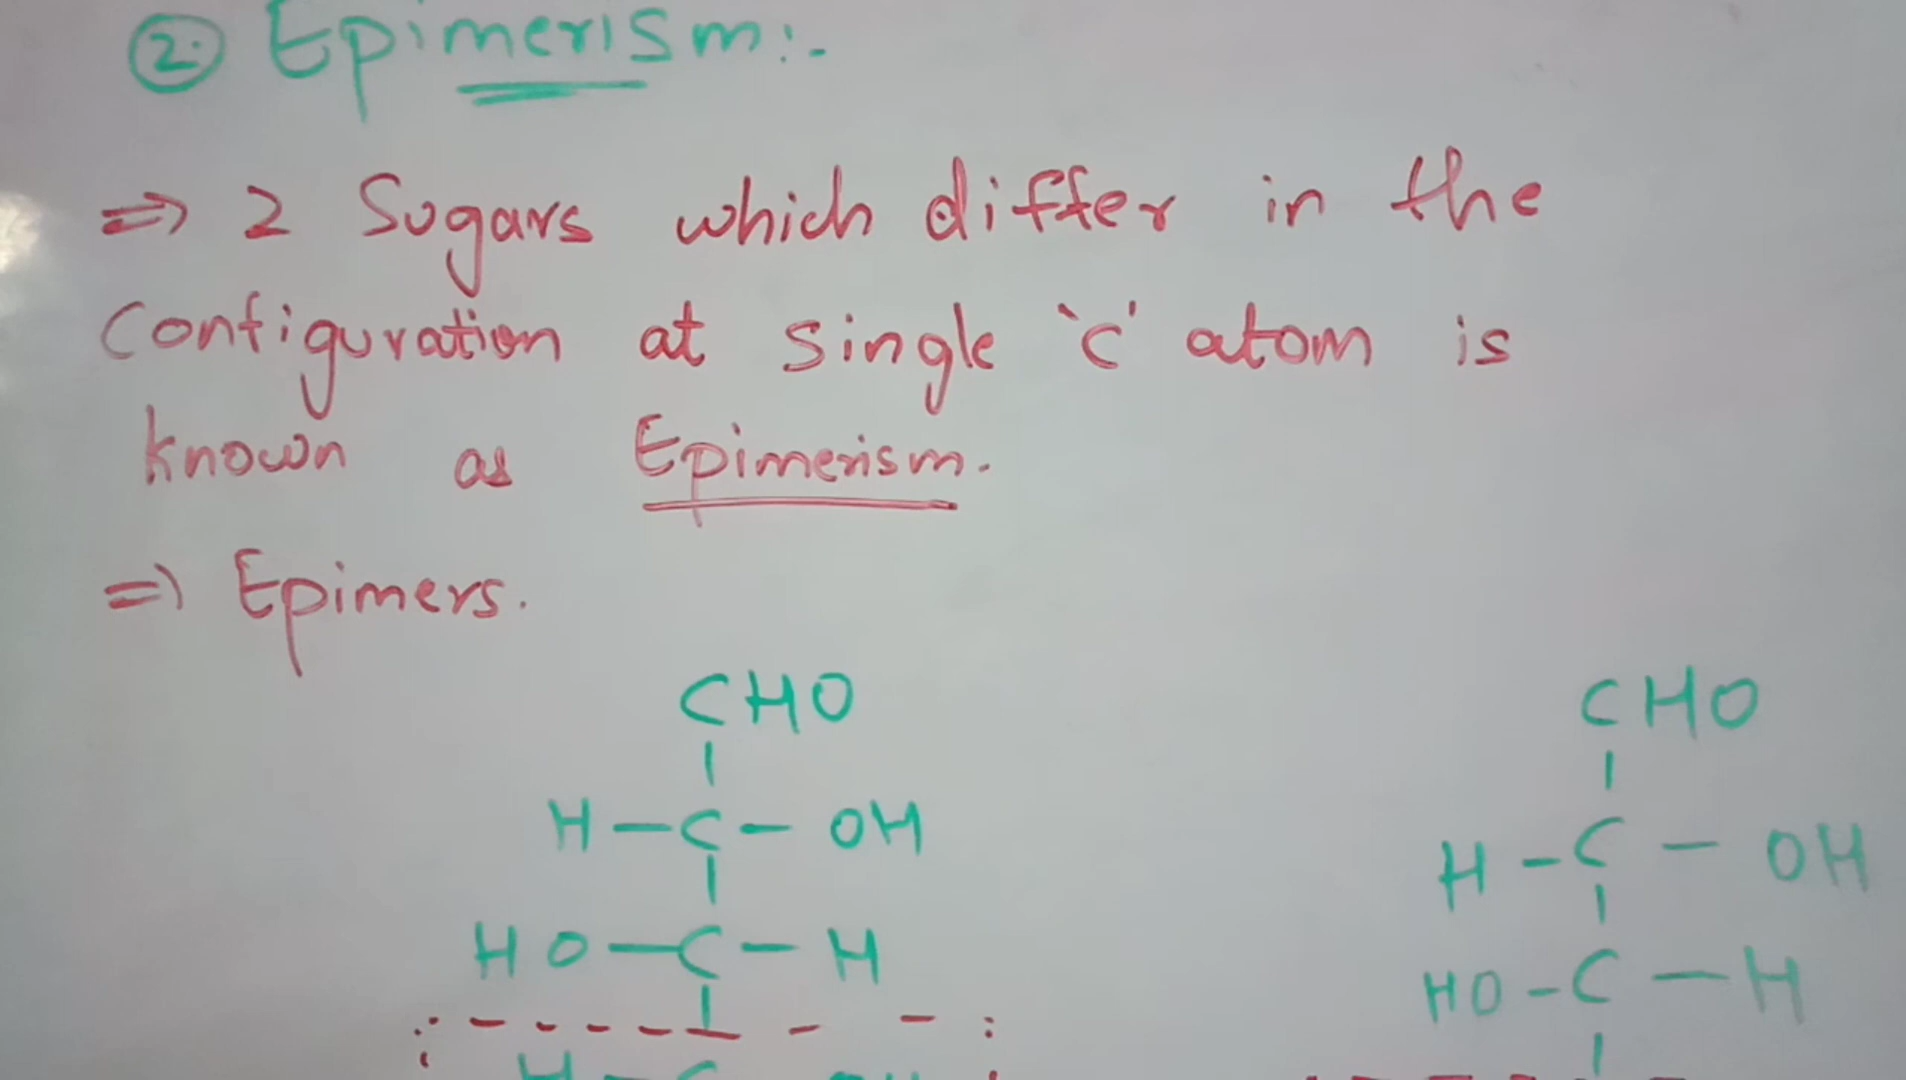 ② Epimerism:-
⇒ 2 Sugars which differ in the
Configuration at single 'c' atom is
known as Epimerism.
⇒ Epimers.
CHO CHO
H-C-OH H-C-OH
HO-C-H HO-C-H